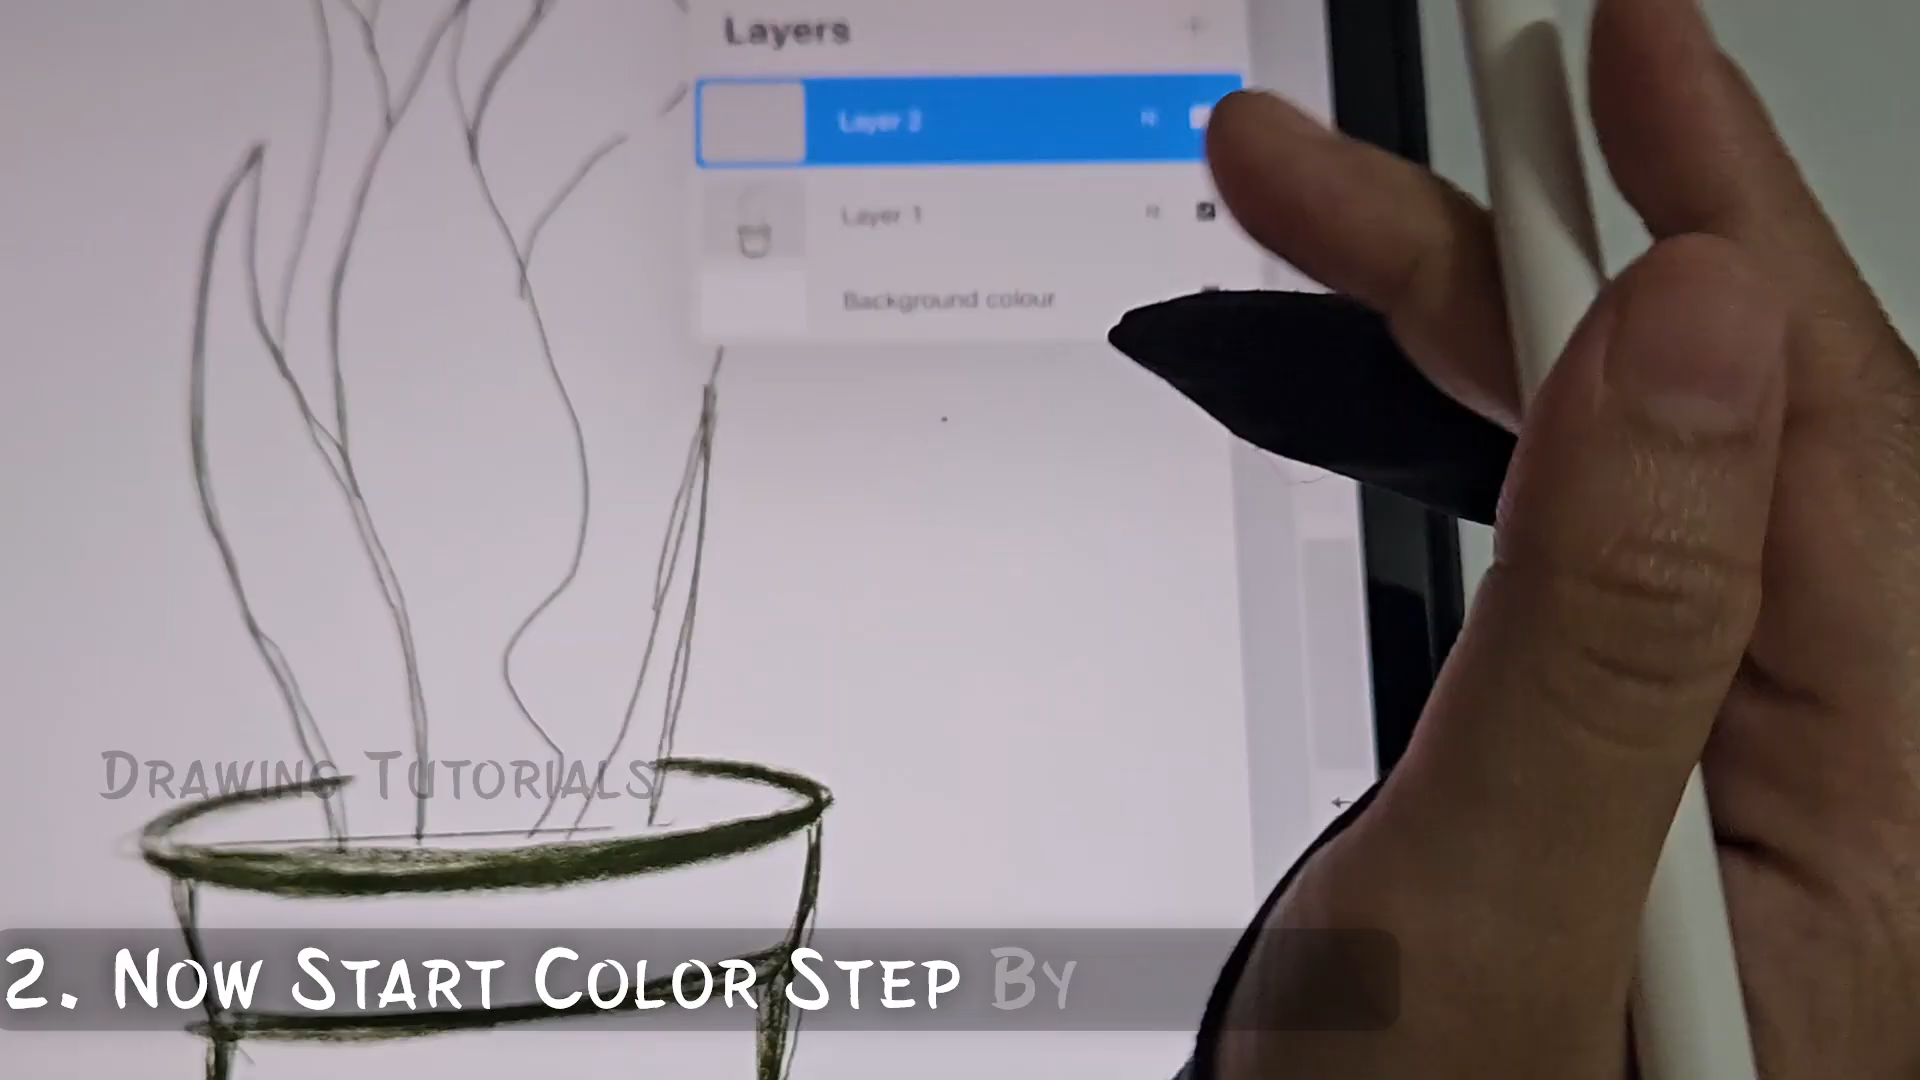 Layers
Layer 2 N
Layer 1 N
Background colour
DRAWING TUTORIALS
2. NOW START COLOR STEP BY